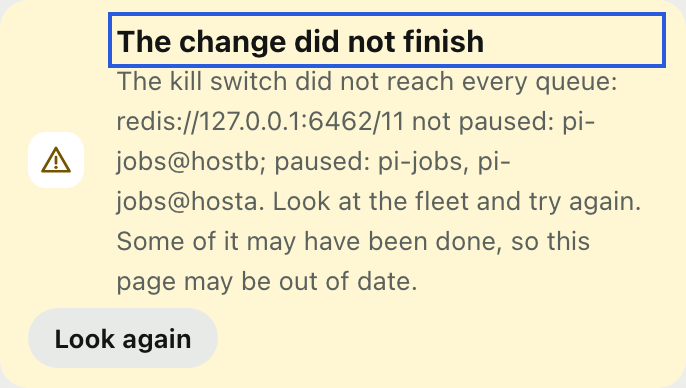 The change did not finish
The kill switch did not reach every queue:
redis://127.0.0.1:6462/11 not paused: pi-
jobs@hostb; paused: pi-jobs, pi-
jobs@hosta. Look at the fleet and try again.
Some of it may have been done, so this
page may be out of date.
Look again